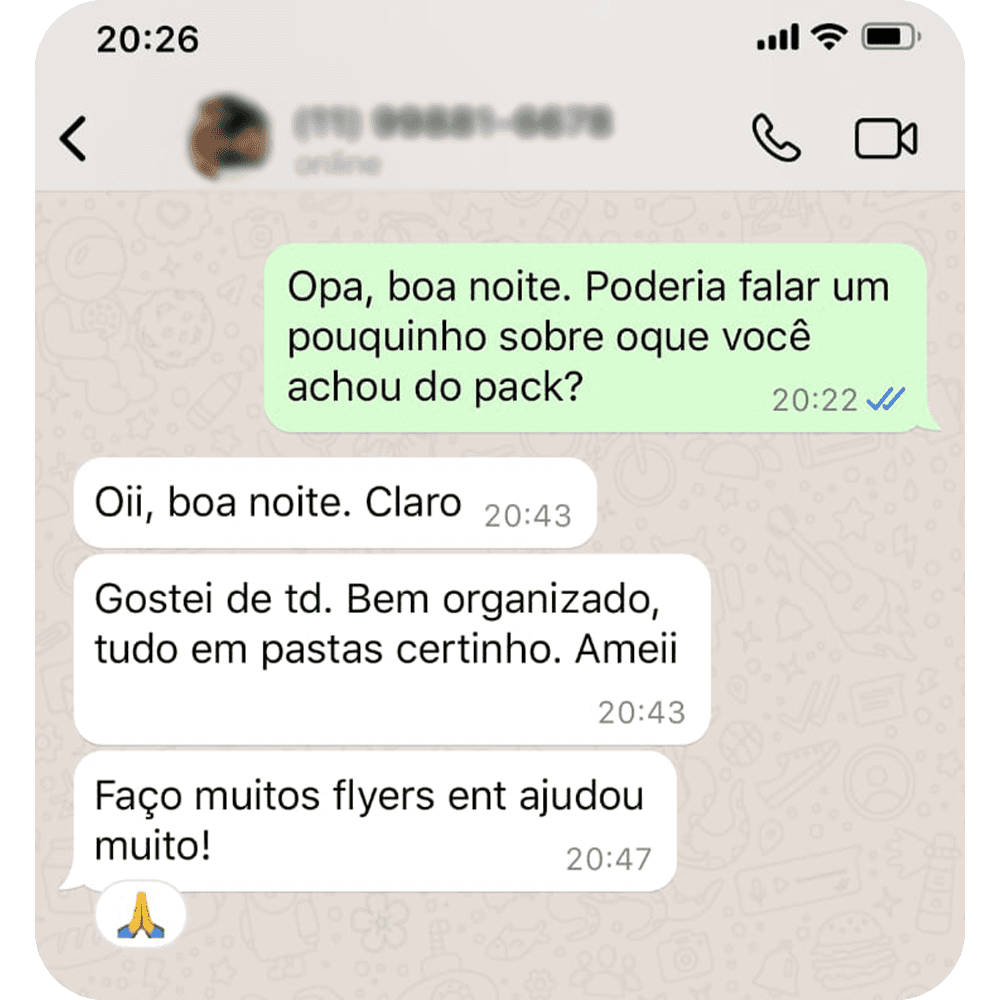 20:26
Opa, boa noite. Poderia falar um
pouquinho sobre oque você
achou do pack?
20:22
Oii, boa noite. Claro
20:43
Gostei de td. Bem organizado,
tudo em pastas certinho. Ameii
20:43
Faço muitos flyers ent ajudou
muito!
20:47